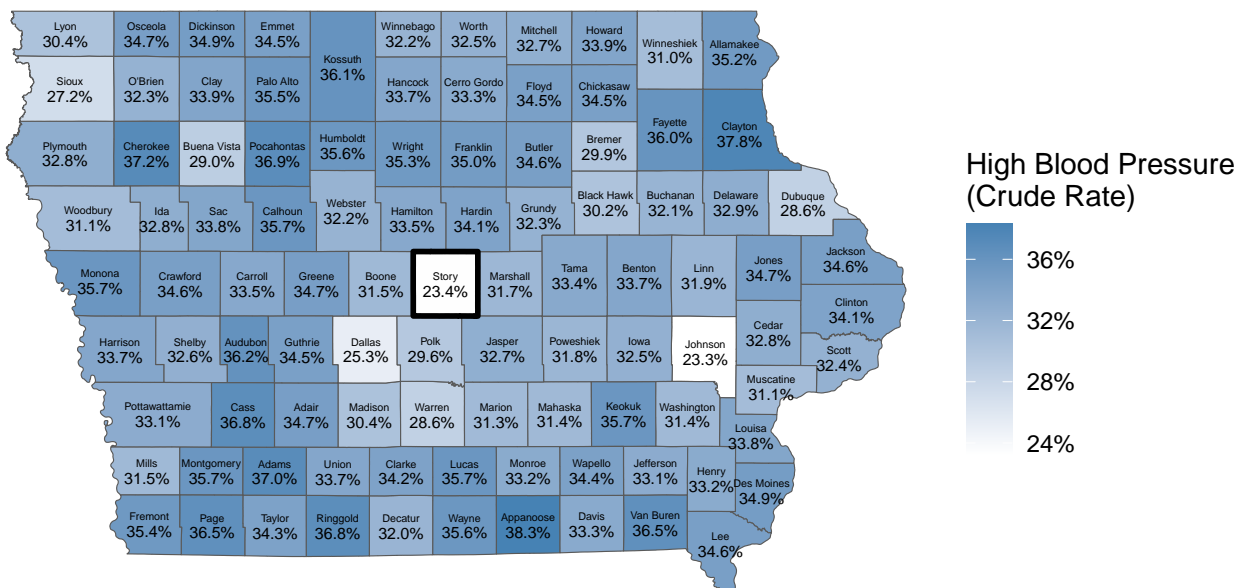 Lyon
30.4%
Osceola
34.7%
Dickinson
34.9%
Emmet
34.5%
Kossuth
36.1%
Winnebago
32.2%
Worth
32.5%
Mitchell
32.7%
Howard
33.9%
Winneshiek
31.0%
Allamakee
35.2%
Sioux
27.2%
O'Brien
32.3%
Clay
33.9%
Palo Alto
35.5%
Hancock
33.7%
Cerro Gordo
33.3%
Floyd
34.5%
Chickasaw
34.5%
Fayette
36.0%
Clayton
37.8%
Plymouth
32.8%
Cherokee
37.2%
Buena Vista
29.0%
Pocahontas
36.9%
Humboldt
35.6%
Wright
35.3%
Franklin
35.0%
Butler
34.6%
Bremer
29.9%
Woodbury
31.1%
Ida
32.8%
Sac
33.8%
Calhoun
35.7%
Webster
32.2%
Hamilton
33.5%
Hardin
34.1%
Grundy
32.3%
Black Hawk
30.2%
Buchanan
32.1%
Delaware
32.9%
Dubuque
28.6%
Monona
35.7%
Crawford
34.6%
Carroll
33.5%
Greene
34.7%
Boone
31.5%
Story
23.4%
Marshall
31.7%
Tama
33.4%
Benton
33.7%
Linn
31.9%
Jones
34.7%
Jackson
34.6%
Clinton
34.1%
Harrison
33.7%
Shelby
32.6%
Audubon
36.2%
Guthrie
34.5%
Dallas
25.3%
Polk
29.6%
Jasper
32.7%
Poweshiek
31.8%
Iowa
32.5%
Johnson
23.3%
Cedar
32.8%
Scott
32.4%
Muscatine
31.1%
Pottawattamie
33.1%
Cass
36.8%
Adair
34.7%
Madison
30.4%
Warren
28.6%
Marion
31.3%
Mahaska
31.4%
Keokuk
35.7%
Washington
31.4%
Louisa
33.8%
Mills
31.5%
Montgomery
35.7%
Adams
37.0%
Union
33.7%
Clarke
34.2%
Lucas
35.7%
Monroe
33.2%
Wapello
34.4%
Jefferson
33.1%
Henry
33.2%
Des Moines
34.9%
Fremont
35.4%
Page
36.5%
Taylor
34.3%
Ringgold
36.8%
Decatur
32.0%
Wayne
35.6%
Appanoose
38.3%
Davis
33.3%
Van Buren
36.5%
Lee
34.6%
High Blood Pressure
(Crude Rate)
36%
32%
28%
24%